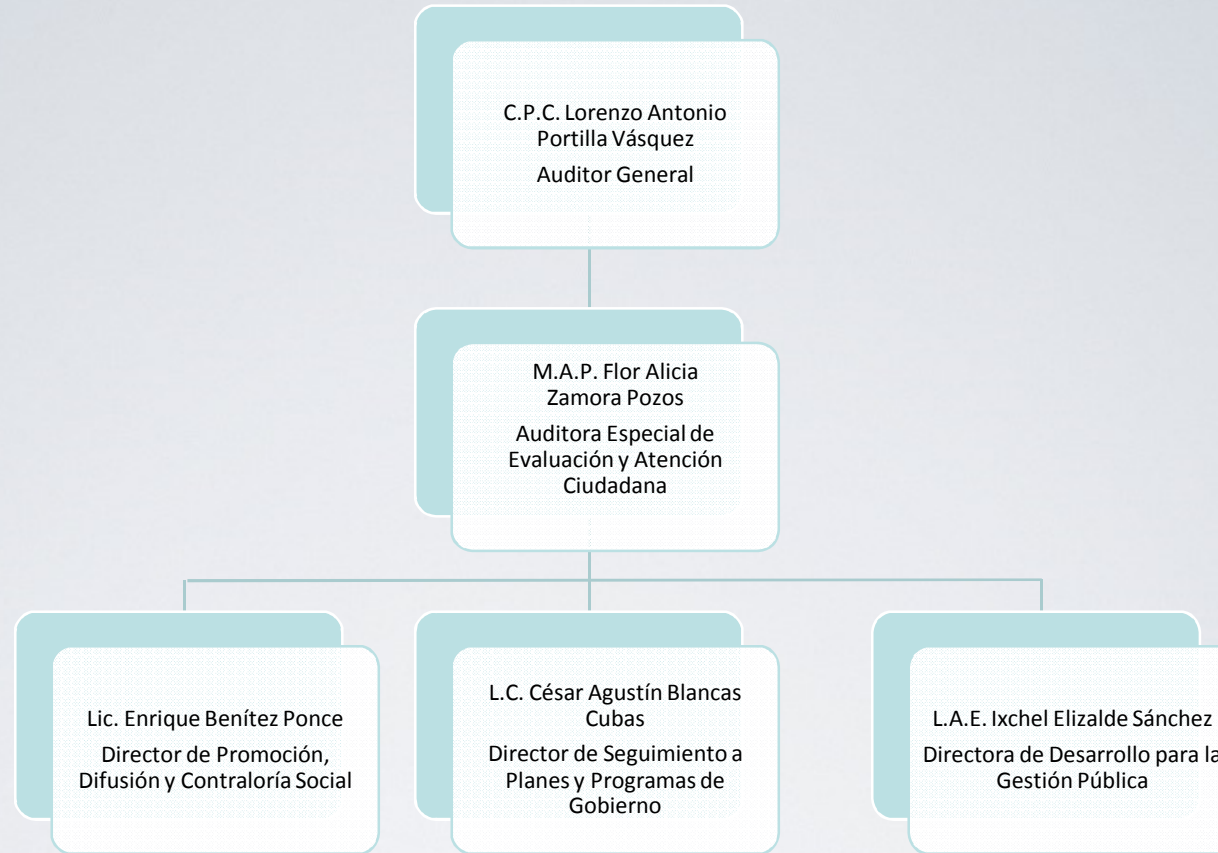 C.P.C. Lorenzo Antonio
Portilla Vásquez
Auditor General
M.A.P. Flor Alicia
Zamora Pozos
Auditora Especial de
Evaluación y Atención
Ciudadana
Lic. Enrique Benítez Ponce
Director de Promoción,
Difusión y Contraloría Social
L.C. César Agustín Blancas
Cubas
Director de Seguimiento a
Planes y Programas de
Gobierno
L.A.E. Ixchel Elizalde Sánchez
Directora de Desarrollo para la
Gestión Pública